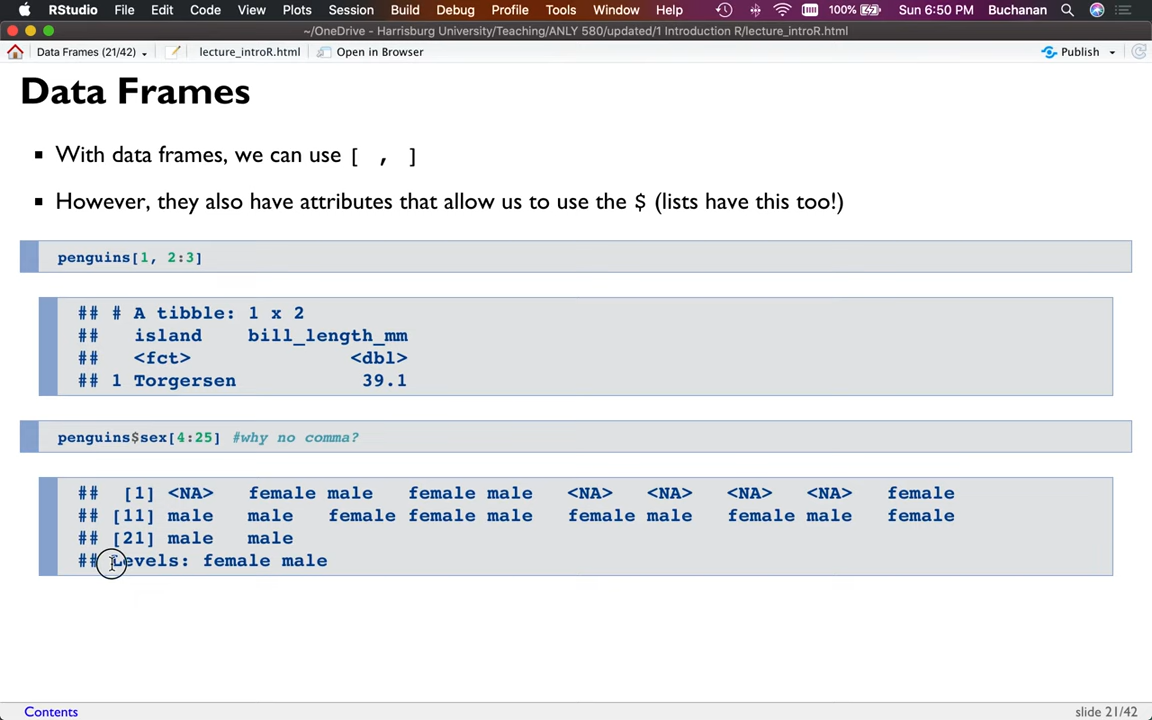 RStudio File Edit Code View Plots Session Build Debug Profile Tools Window Help 100% Sun 6:50 PM Buchanan
~/OneDrive - Harrisburg University/Teaching/ANLY 580/updated/1 Introduction R/lecture_introR.html
Data Frames (21/42) lecture_introR.html Open in Browser Publish
Data Frames
▪ With data frames, we can use [ , ]
▪ However, they also have attributes that allow us to use the $ (lists have this too!)
penguins[1, 2:3]
## # A tibble: 1 x 2
##   island    bill_length_mm
##   <fct>              <dbl>
## 1 Torgersen           39.1
penguins$sex[4:25] #why no comma?
##  [1] <NA>   female male   female male   <NA>   <NA>   <NA>   <NA>   female
## [11] male   male   female female male   female male   female male   female
## [21] male   male
## Levels: female male
Contents slide 21/42